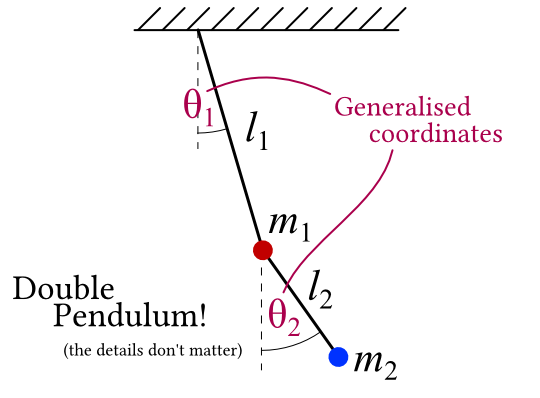 θ1
l1
Generalised
coordinates
m1
Double
Pendulum!
(the details don't matter)
l2
θ2
m2